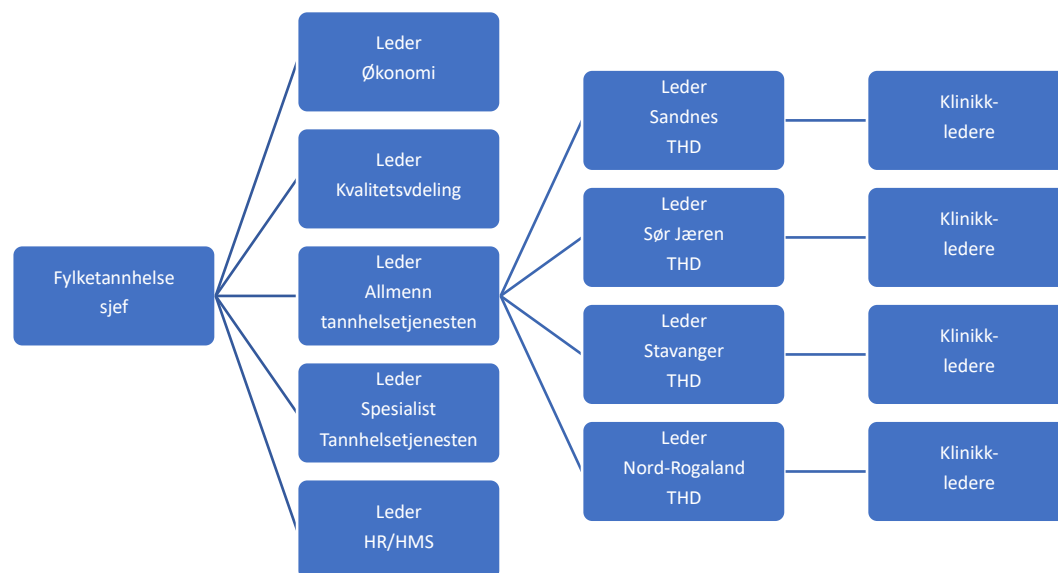 Fylketannhelse
sjef
Leder
Økonomi
Leder
Kvalitetsvdeling
Leder
Allmenn
tannhelsetjenesten
Leder
Spesialist
Tannhelsetjenesten
Leder
HR/HMS
Leder
Sandnes
THD
Leder
Sør Jæren
THD
Leder
Stavanger
THD
Leder
Nord-Rogaland
THD
Klinikk-
ledere
Klinikk-
ledere
Klinikk-
ledere
Klinikk-
ledere